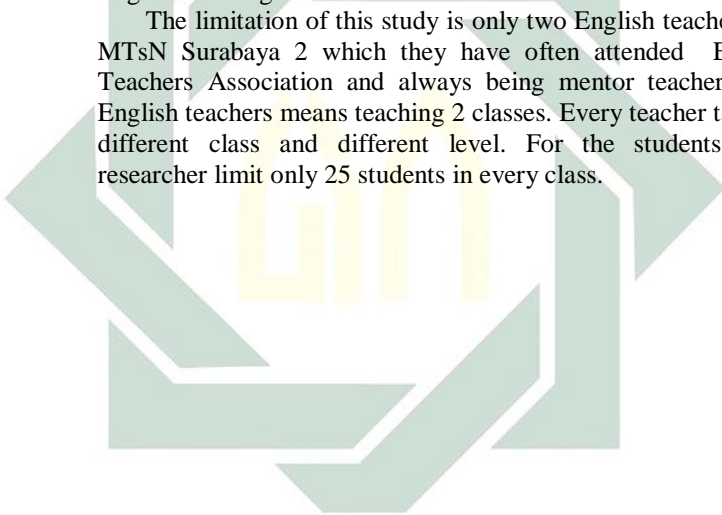 The limitation of this study is only two English
MTsN Surabaya 2 which they have often attended
Teachers Association and always being mentor
English teachers means teaching 2 classes. Every teacher
different class and different level. For the students
researcher limit only 25 students in every class.